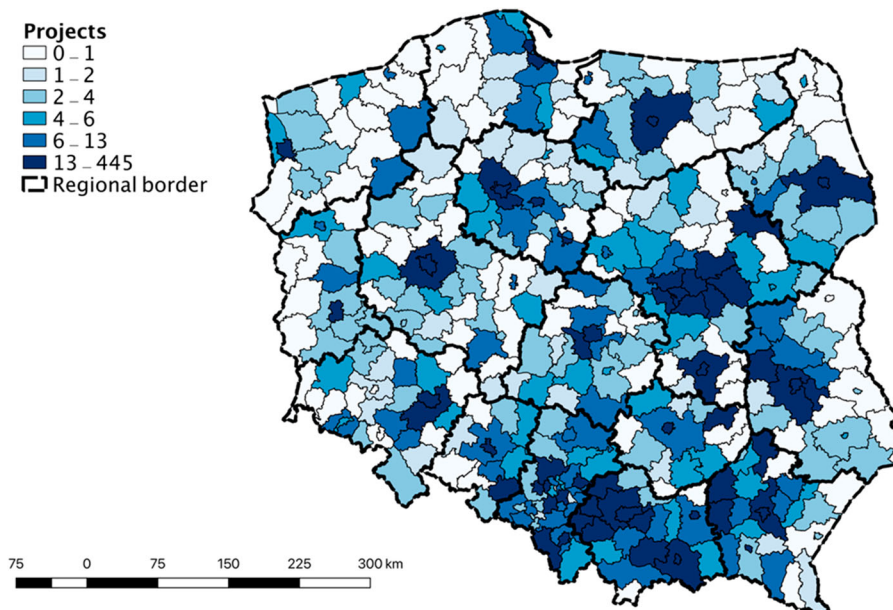 Projects
0 – 1
1 – 2
2 – 4
4 – 6
6 – 13
13 – 445
Regional border
75 0 75 150 225 300 km